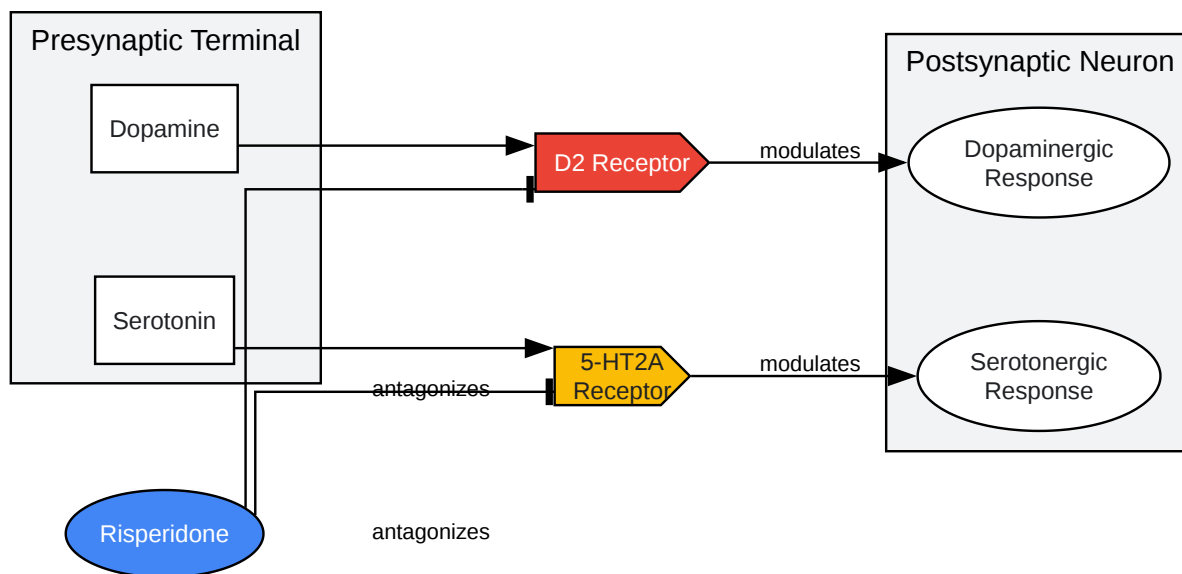 Presynaptic Terminal
Dopamine
Serotonin
D2 Receptor
modulates
Postsynaptic Neuron
Dopaminergic
Response
5-HT2A
Receptor
modulates
Serotonergic
Response
antagonizes
Risperidone
antagonizes